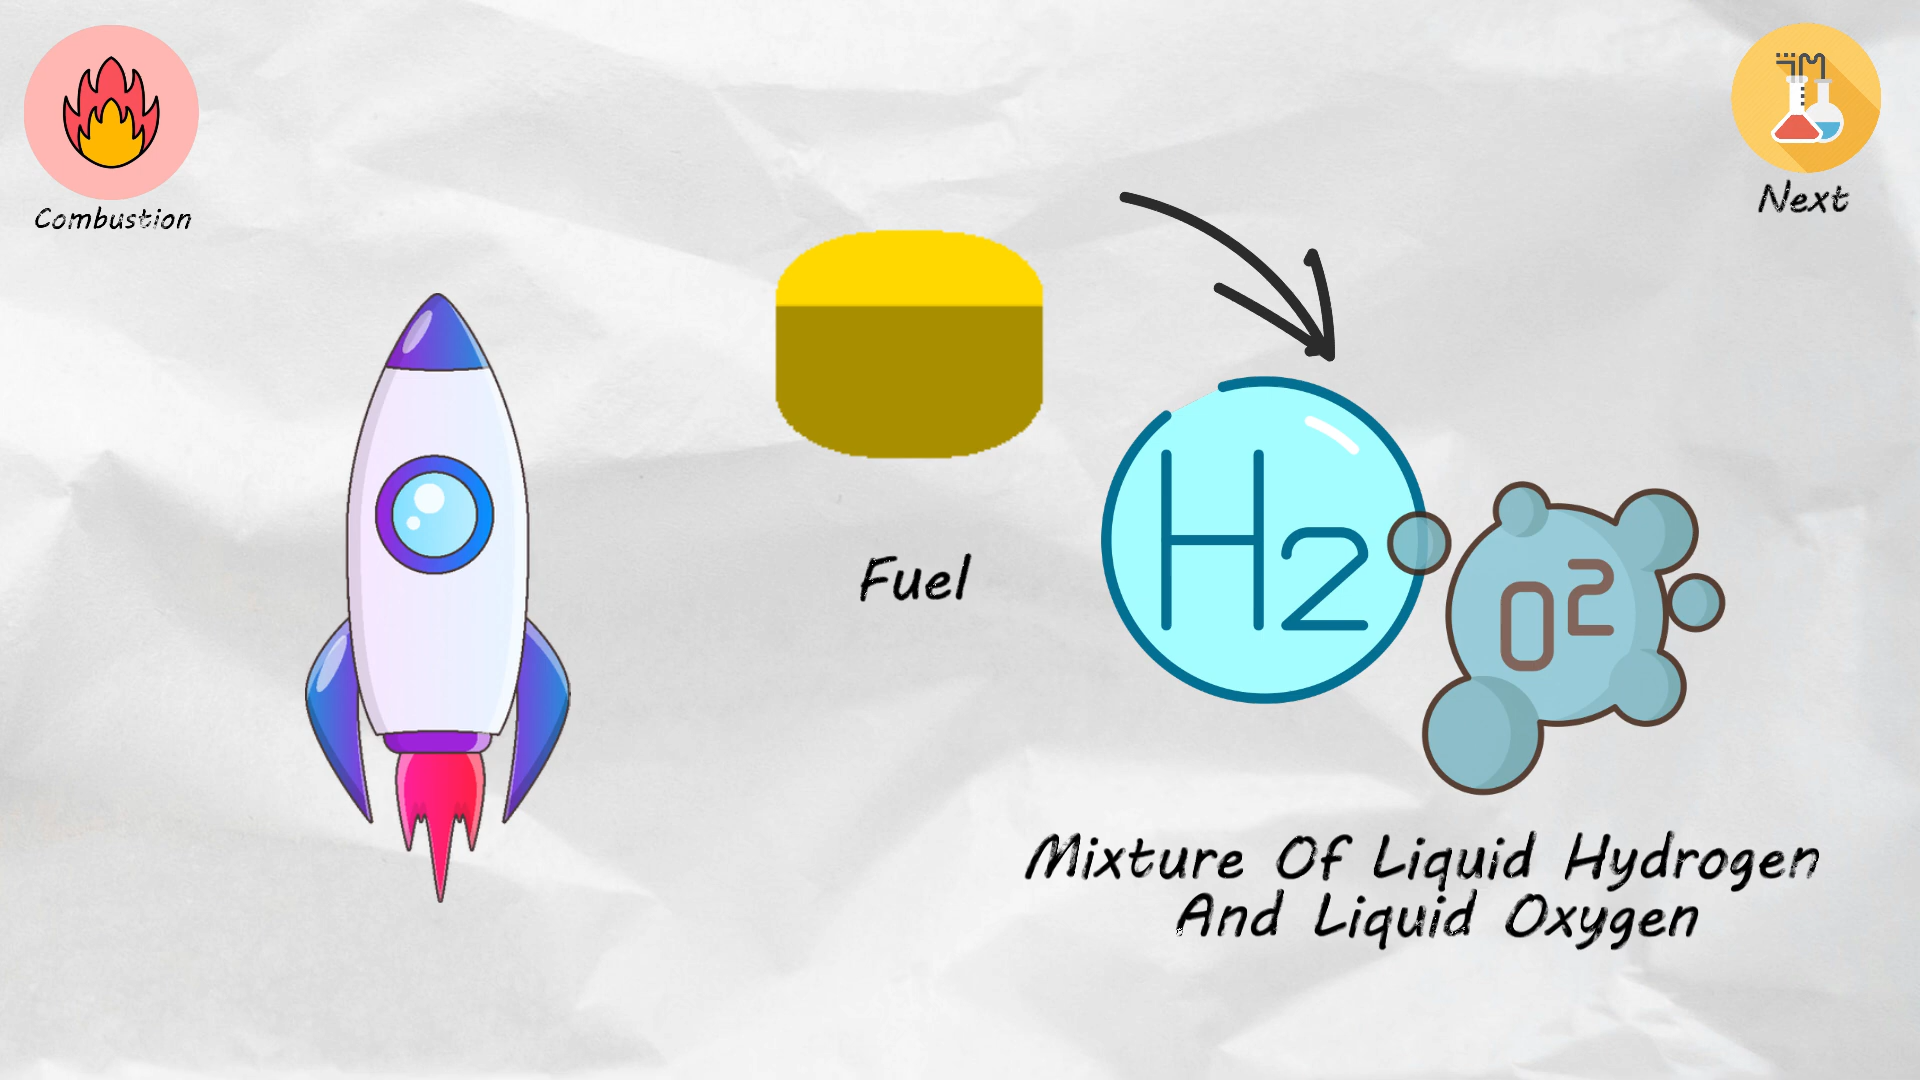 Combustion
Next
Fuel
H2
O2
Mixture Of Liquid Hydrogen
And Liquid Oxygen